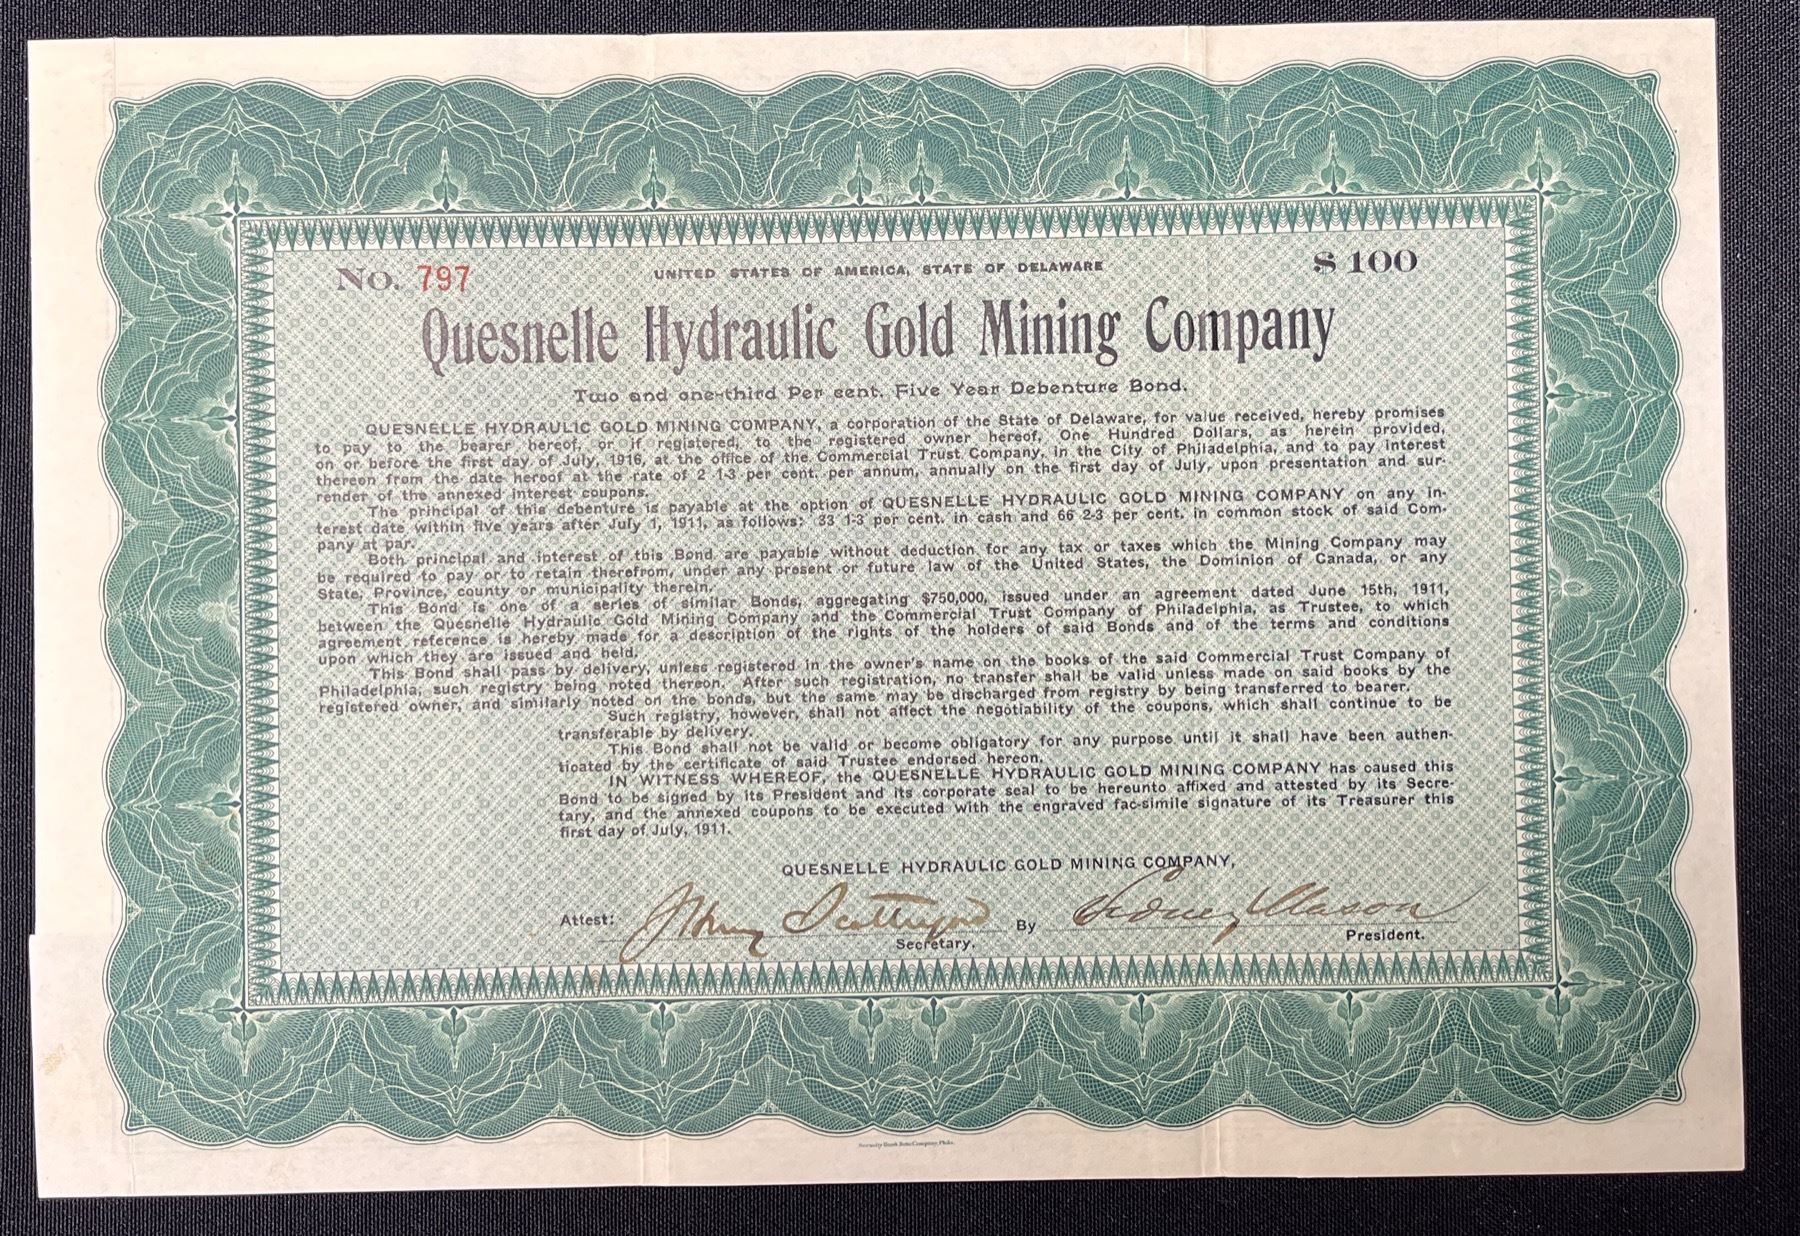 No. 797 UNITED STATES OF AMERICA, STATE OF DELAWARE $ 100
Quesnelle Hydraulic Gold Mining Company
Two and one-third Per cent. Five Year Debenture Bond.
QUESNELLE HYDRAULIC GOLD MINING COMPANY, a corporation of the State of Delaware, for value received, hereby promises
to pay to the bearer hereof, or if registered, to the registered owner hereof, One Hundred Dollars, as herein provided,
on or before the first day of July, 1916, at the office of the Commercial Trust Company, in the City of Philadelphia, and to pay interest
thereon from the date heroof at the rate of 2 1-3 per cent. per annum, annually on the first day of July, upon presentation and sur-
render of the annexed interest coupons.
The principal of this debenture is payable at the option of QUESNELLE HYDRAULIC GOLD MINING COMPANY on any in-
terest date within five years after July 1, 1911, as follows: 33 1-3 per cent. in cash and 66 2-3 per cent. in common stock of said Com-
pany at par.
Both principal and interest of this Bond are payable without deduction for any tax or taxes which the Mining Company may
be required to pay or to retain therefrom, under any present or future law of the United States, the Dominion of Canada, or any
State, Province, county or municipality therein.
This Bond is one of a series of similar Bonds, aggregating $750,000, issued under an agreement dated June 15th, 1911,
between the Quesnelle Hydraulic Gold Mining Company and the Commercial Trust Company of Philadelphia, as Trustee, to which
agreement reference is hereby made for a description of the rights of the holders of said Bonds and of the terms and conditions
upon which they are issued and held.
This Bond shall pass by delivery, unless registered in the owner's name on the books of the said Commercial Trust Company of
Philadelphia, such registry being noted thereon. After such registration, no transfer shall be valid unless made on said books by the
registered owner, and similarly noted on the bonds, but the same may be discharged from registry by being transferred to bearer.
Such registry, however, shall not affect the negotiability of the coupons, which shall continue to be
transferable by delivery.
This Bond shall not be valid or become obligatory for any purpose until it shall have been authen-
ticated by the certificate of said Trustee endorsed hereon.
IN WITNESS WHEREOF, the QUESNELLE HYDRAULIC GOLD MINING COMPANY has caused this
Bond to be signed by its President and its corporate seal to be hereunto affixed and attested by its Secre-
tary, and the annexed coupons to be executed with the engraved fac-simile signature of its Treasurer this
first day of July, 1911.
QUESNELLE HYDRAULIC GOLD MINING COMPANY,
Attest: By Sidney Mason
Secretary. President.